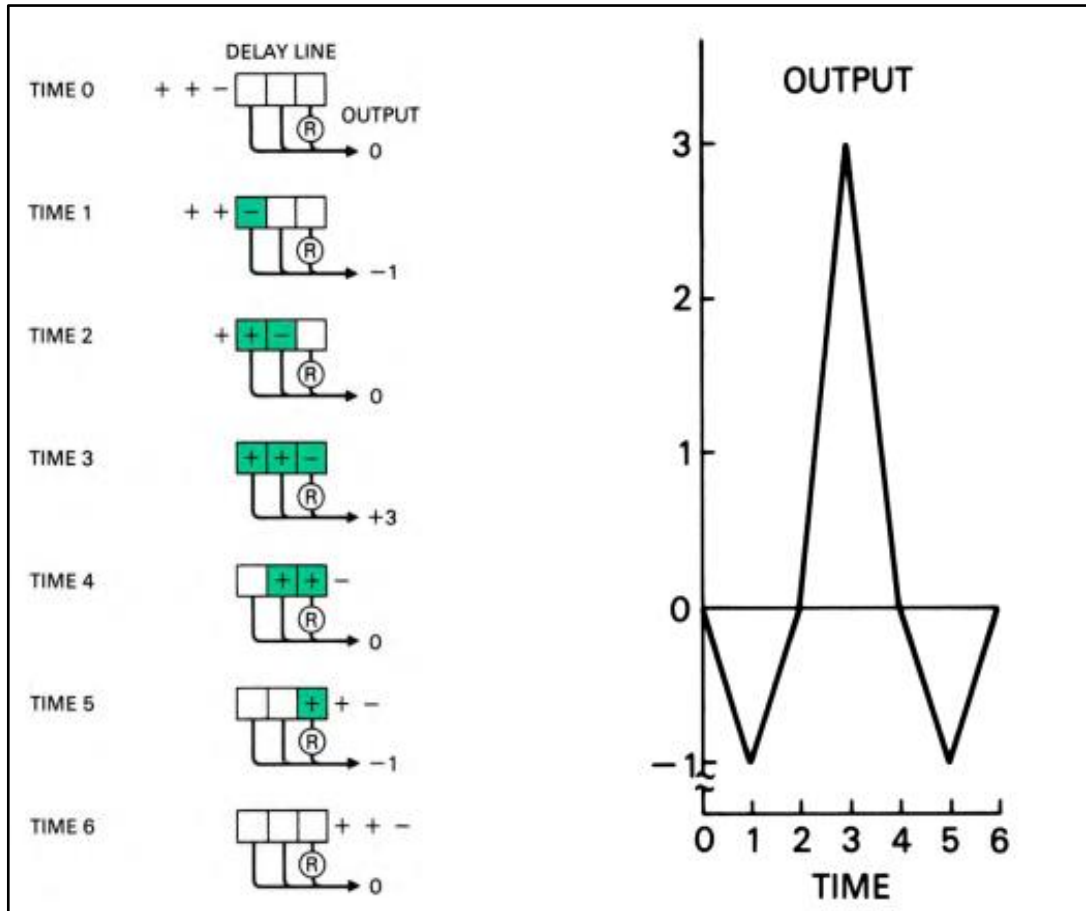 DELAY LINE
TIME 0 + + −
OUTPUT
R
0
TIME 1 + + −
R
−1
TIME 2 + + −
R
0
TIME 3 + + −
R
+3
TIME 4 + + −
R
0
TIME 5 + + −
R
−1
TIME 6 + + −
R
0
OUTPUT
3
2
1
0
−1
0 1 2 3 4 5 6
TIME